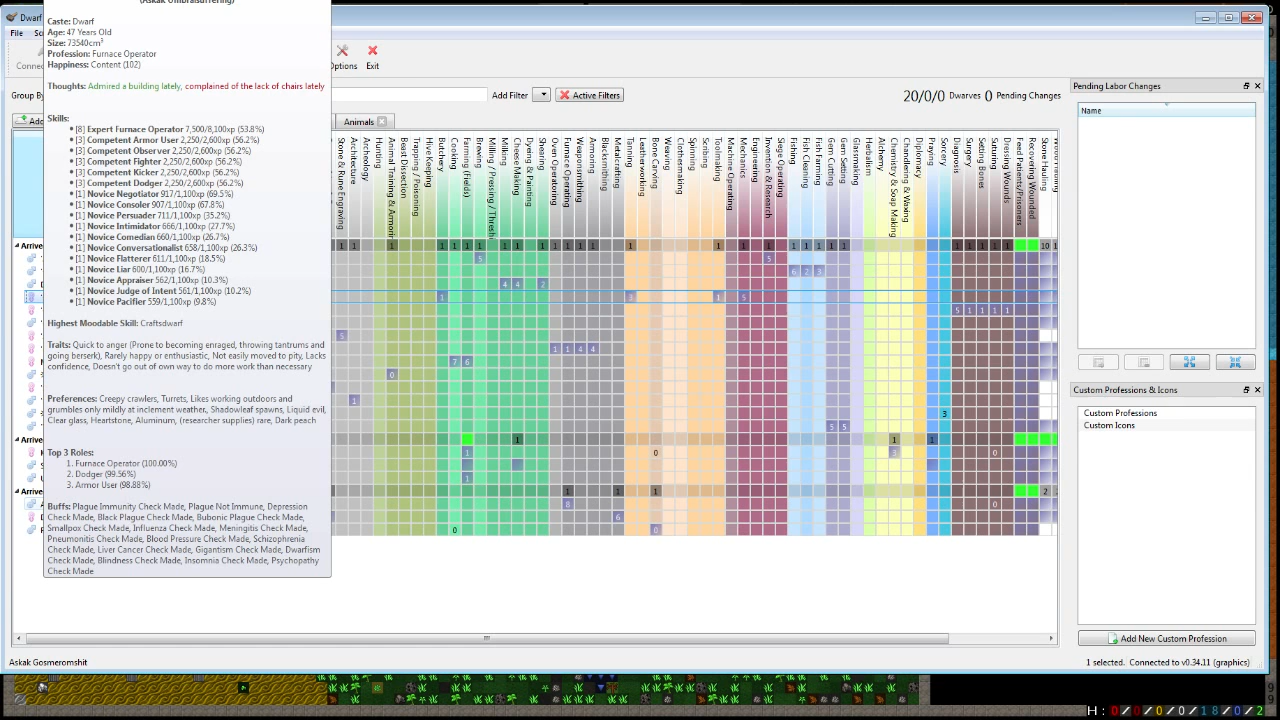 (Askak Umbralsuffering)
Dwarf
Caste: Dwarf
Age: 47 Years Old
Size: 73540cm³
Profession: Furnace Operator
Happiness: Content (102)
Thoughts: Admired a building lately, complained of the lack of chairs lately
Skills:
[8] Expert Furnace Operator 7,500/8,100xp (53.8%)
[3] Competent Armor User 2,250/2,600xp (56.2%)
[3] Competent Observer 2,250/2,600xp (56.2%)
[3] Competent Fighter 2,250/2,600xp (56.2%)
[3] Competent Kicker 2,250/2,600xp (56.2%)
[3] Competent Dodger 2,250/2,600xp (56.2%)
[1] Novice Negotiator 917/1,100xp (69.5%)
[1] Novice Consoler 907/1,100xp (67.8%)
[1] Novice Persuader 711/1,100xp (35.2%)
[1] Novice Intimidator 666/1,100xp (27.7%)
[1] Novice Comedian 660/1,100xp (26.7%)
[1] Novice Conversationalist 658/1,100xp (26.3%)
[1] Novice Flatterer 611/1,100xp (18.5%)
[1] Novice Liar 600/1,100xp (16.7%)
[1] Novice Appraiser 562/1,100xp (10.3%)
[1] Novice Judge of Intent 561/1,100xp (10.2%)
[1] Novice Pacifier 559/1,100xp (9.8%)
Highest Moodable Skill: Craftsdwarf
Traits: Quick to anger (Prone to becoming enraged, throwing tantrums and
going berserk), Rarely happy or enthusiastic, Not easily moved to pity, Lacks
confidence, Doesn't go out of own way to do more work than necessary
Preferences: Creepy crawlers, Turrets, Likes working outdoors and
grumbles only mildly at inclement weather., Shadowleaf spawns, Liquid evil,
Clear glass, Heartstone, Aluminum, (researcher supplies) rare, Dark peach
Top 3 Roles:
1. Furnace Operator (100.00%)
2. Dodger (99.56%)
3. Armor User (98.88%)
Buffs: Plague Immunity Check Made, Plague Not Immune, Depression
Check Made, Black Plague Check Made, Bubonic Plague Check Made,
Smallpox Check Made, Influenza Check Made, Meningitis Check Made,
Pneumonitis Check Made, Blood Pressure Check Made, Schizophrenia
Check Made, Liver Cancer Check Made, Gigantism Check Made, Dwarfism
Check Made, Blindness Check Made, Insomnia Check Made, Psychopathy
Check Made
File
Options
Exit
Group By
Add Filter
Active Filters
20/0/0 Dwarves 0 Pending Changes
Animals
Stone Rune Engraving
Architecture
Archeology
Animal Training & Armorin
Beast Dissection
Trapping / Poisoning
Hive Keeping
Butchery
Cooking
Farming (Fields)
Brewing
Milling / Pressing / Threshi
Milking
Cheese Making
Dyeing & Making
Shearing
Oven Operations
Furnace Operating
Weaponsmithing
Armoring
Blacksmithing
Metalcrafting
Tanning
Leatherworking
Bone Carving
Weaving
Clothesmaking
Spinning
Scribing
Toolmaking
Machine Operating
Mechanics
Engineering
Invention & Research
Siege Operating
Fishing
Fish Cleaning
Fish Farming
Gem Cutting
Gem Setting
Glassmaking
Herbalism
Alchemy
Chemistry & Soap Making
Chandlery & Waxing
Diplomacy
Praying
Sorcery
Diagnosis
Surgery
Setting Bones
Suturing
Dressing Wounds
Feed Patients/Prisoners
Recovering Wounded
Stone Hauling
Pending Labor Changes
Name
Custom Professions & Icons
Custom Professions
Custom Icons
Add New Custom Profession
Askak Gosmeromshit
1 selected. Connected to v0.34.11 (graphics)
H: 0/0/0/0/18/0/2